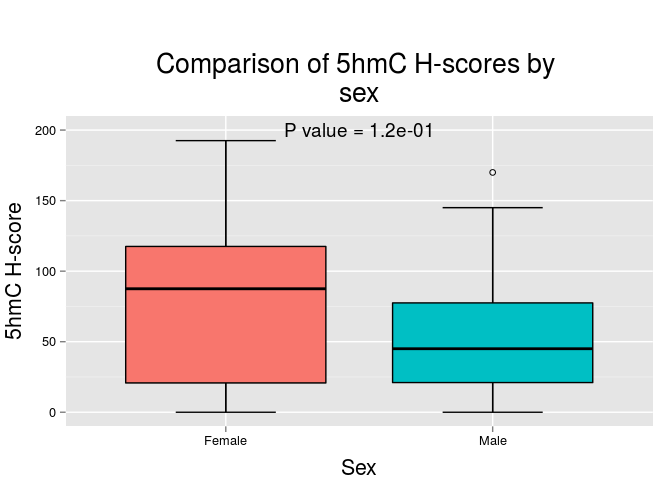 Comparison of 5hmC H-scores by
sex
P value = 1.2e-01
200
150
100
50
0
5hmC H-score
Female
Male
Sex